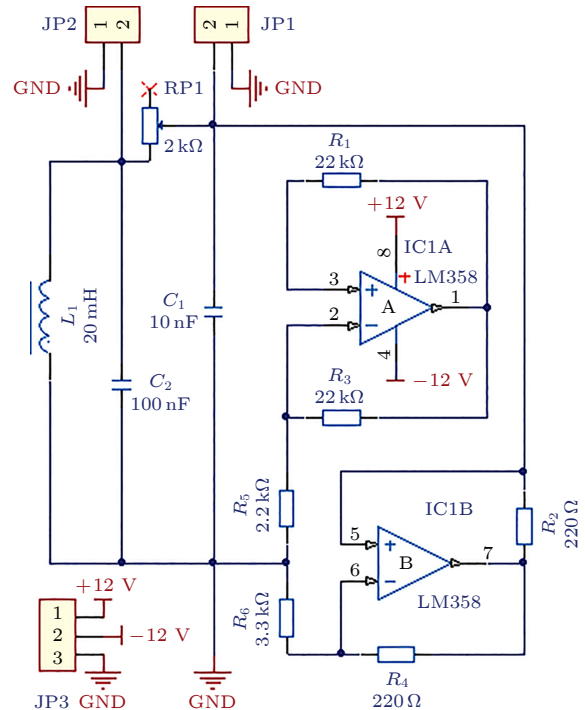 JP2
1 2
2 1
JP1
GND
RP1
GND
2 kΩ
R1
22 kΩ
+12 V
8
IC1A
+LM358
3
+
A
1
2
−
4
−12 V
L1
20 mH
C1
10 nF
C2
100 nF
R3
22 kΩ
R5
2.2 kΩ
IC1B
R2
220 Ω
5
+
B
7
6
−
LM358
R6
3.3 kΩ
R4
220 Ω
+12 V
1
2
−12 V
3
JP3
GND
GND